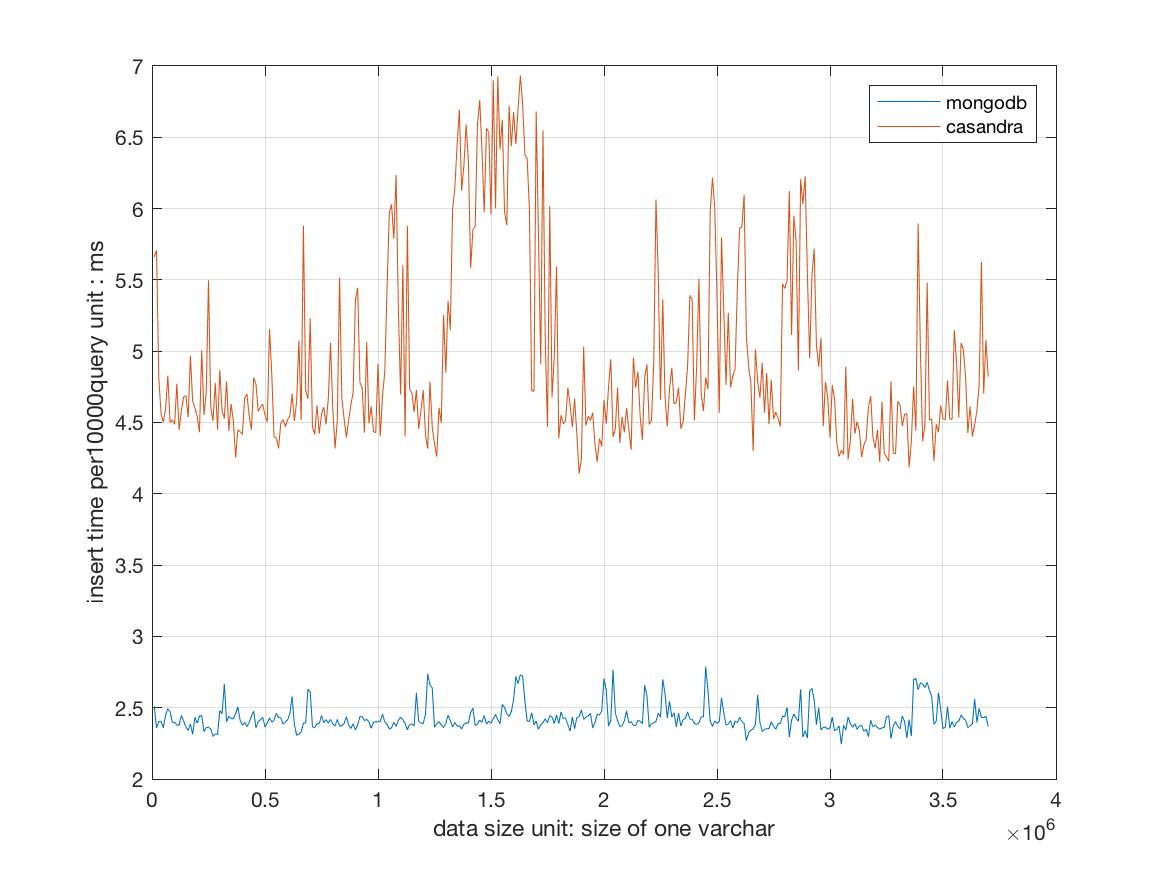 7
6.5
6
5.5
5
4.5
4
3.5
3
2.5
2
insert time per10000query unit : ms
mongodb
casandra
0 0.5 1 1.5 2 2.5 3 3.5 4
data size unit: size of one varchar
×10⁶